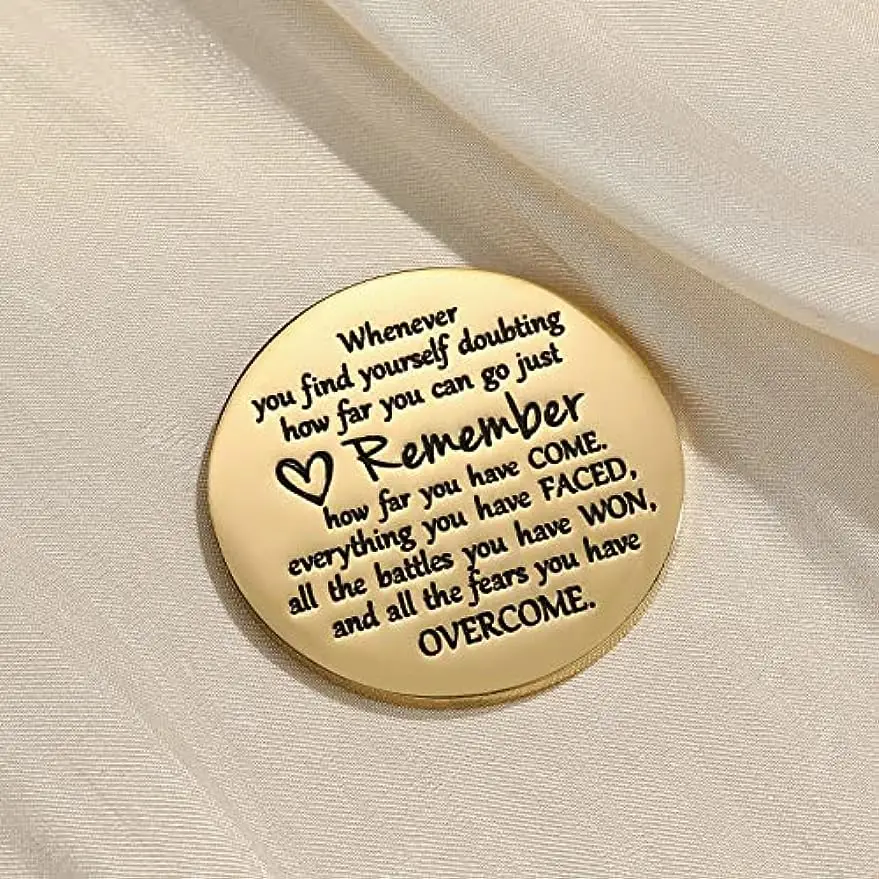 Whenever
you find yourself doubting
how far you can go just
Remember
how far you have COME.
everything you have FACED,
all the battles you have WON,
and all the fears you have
OVERCOME.